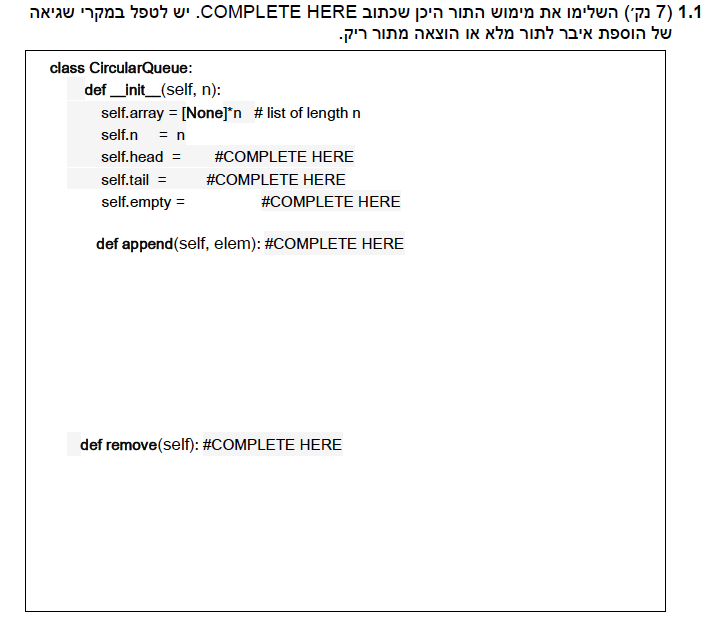 1.1 (7 נק׳) השלימו את מימוש התור היכן שכתוב COMPLETE HERE. יש לטפל במקרי שגיאה
של הוספת איבר לתור מלא או הוצאה מתור ריק.
class CircularQueue:
def __init__(self, n):
self.array = [None]*n # list of length n
self.n = n
self.head = #COMPLETE HERE
self.tail = #COMPLETE HERE
self.empty = #COMPLETE HERE
def append(self, elem): #COMPLETE HERE
def remove(self): #COMPLETE HERE